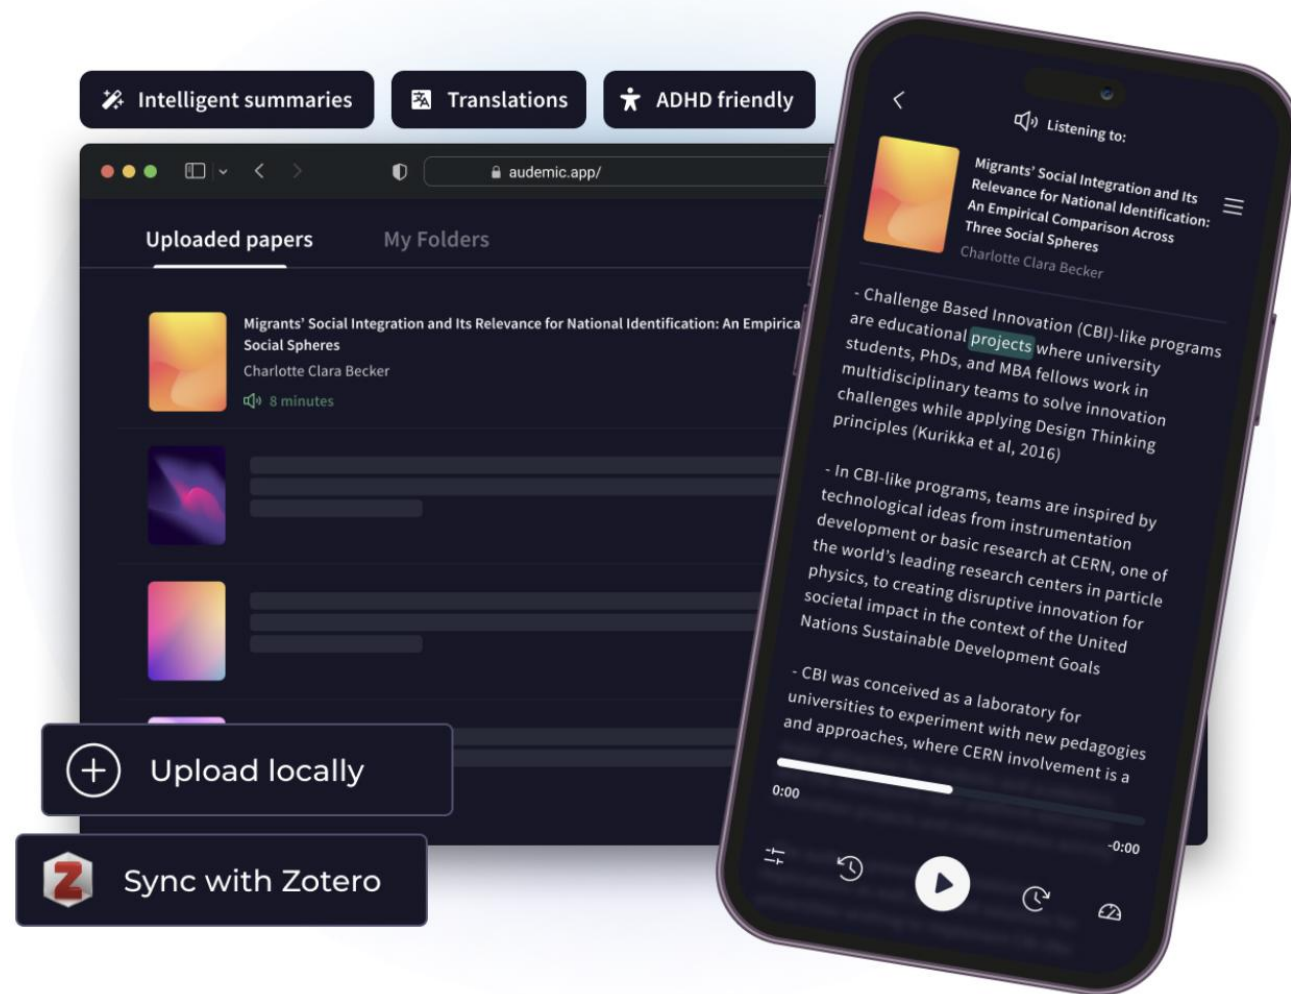 Intelligent summaries
Translations
ADHD friendly
audemic.app/
Uploaded papers
My Folders
Migrants' Social Integration and Its Relevance for National Identification: An Empirica
Social Spheres
Charlotte Clara Becker
8 minutes
Upload locally
Z
Sync with Zotero
Listening to:
Migrants' Social Integration and Its
Relevance for National Identification:
An Empirical Comparison Across
Three Social Spheres
Charlotte Clara Becker
- Challenge Based Innovation (CBI)-like programs
are educational projects where university
students, PhDs, and MBA fellows work in
multidisciplinary teams to solve innovation
challenges while applying Design Thinking
principles (Kurikka et al, 2016)
- In CBI-like programs, teams are inspired by
technological ideas from instrumentation
development or basic research at CERN, one of
the world's leading research centers in particle
physics, to creating disruptive innovation for
societal impact in the context of the United
Nations Sustainable Development Goals
- CBI was conceived as a laboratory for
universities to experiment with new pedagogies
and approaches, where CERN involvement is a
0:00
-0:00